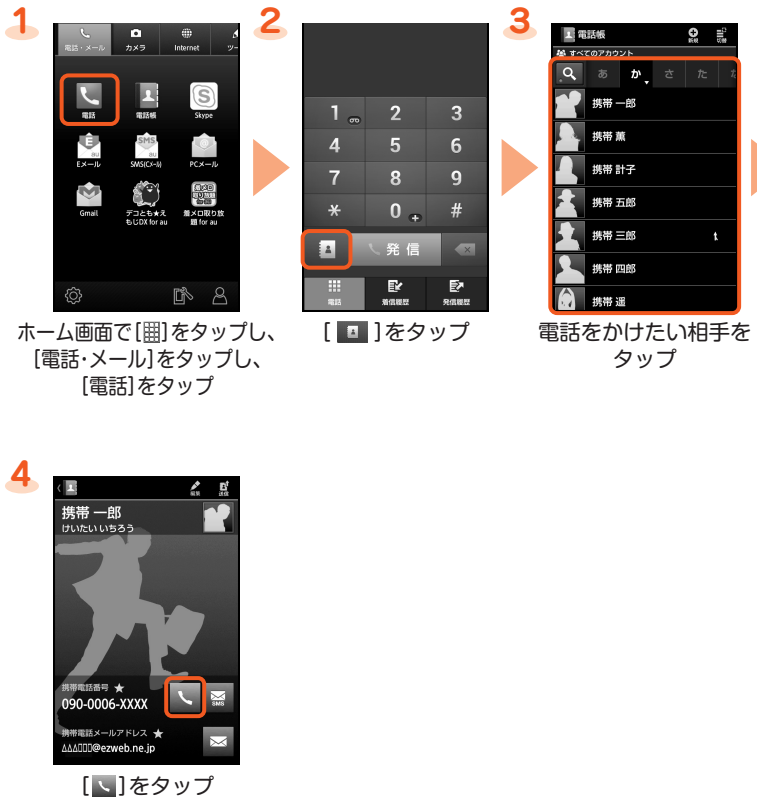 1
電話・メール カメラ Internet ツー
電話 電話帳 Skype
Eメール SMS(Cメール) PCメール
Gmail デコとも★え 着メロ取り放
もじDX for au 題 for au
ホーム画面で[ ]をタップし、
[電話・メール]をタップし、
[電話]をタップ
2
1 2 3
4 5 6
7 8 9
* 0 + #
発信
電話 着信履歴 発信履歴
[ ]をタップ
3
電話帳 新規 切替
すべてのアカウント
あ か さ た な
携帯 一郎
携帯 薫
携帯 計子
携帯 五郎
携帯 三郎
携帯 四郎
携帯 遥
電話をかけたい相手を
タップ
4
編集 送信
携帯 一郎
けいたい いちろう
携帯電話番号 ★
090-0006-XXXX
SMS
携帯電話メールアドレス ★
△△△□□□@ezweb.ne.jp
[ ]をタップ